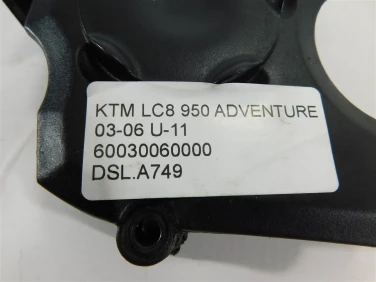 KTM LC8 950 ADVENTURE
03-06 U-11
60030060000
DSL.A749